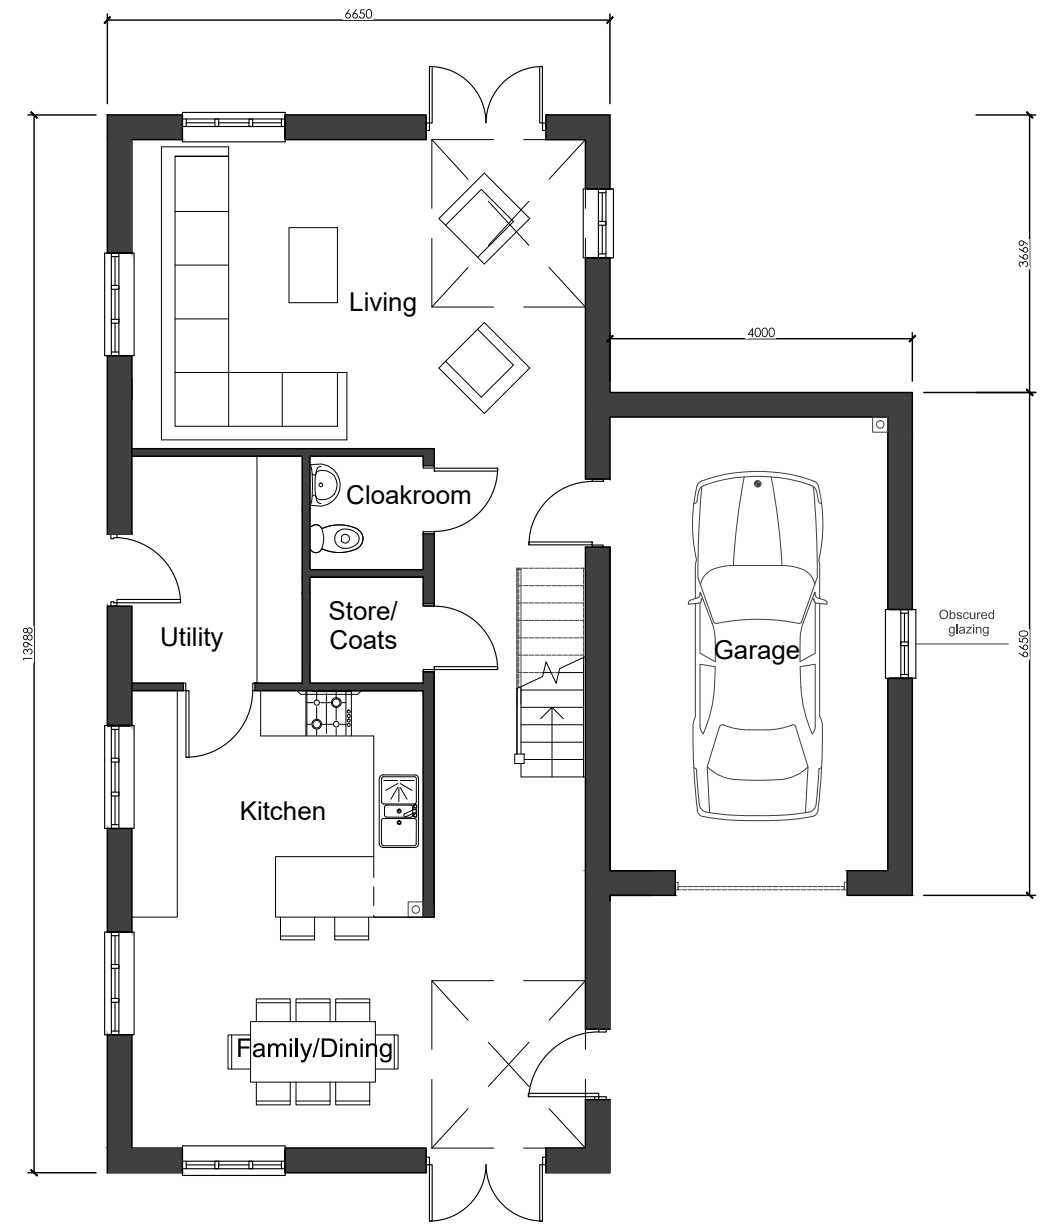 6650
3669
4000
Living
Cloakroom
Store/
Coats
Utility
Garage
Obscured
glazing
13988
6650
Kitchen
Family/Dining